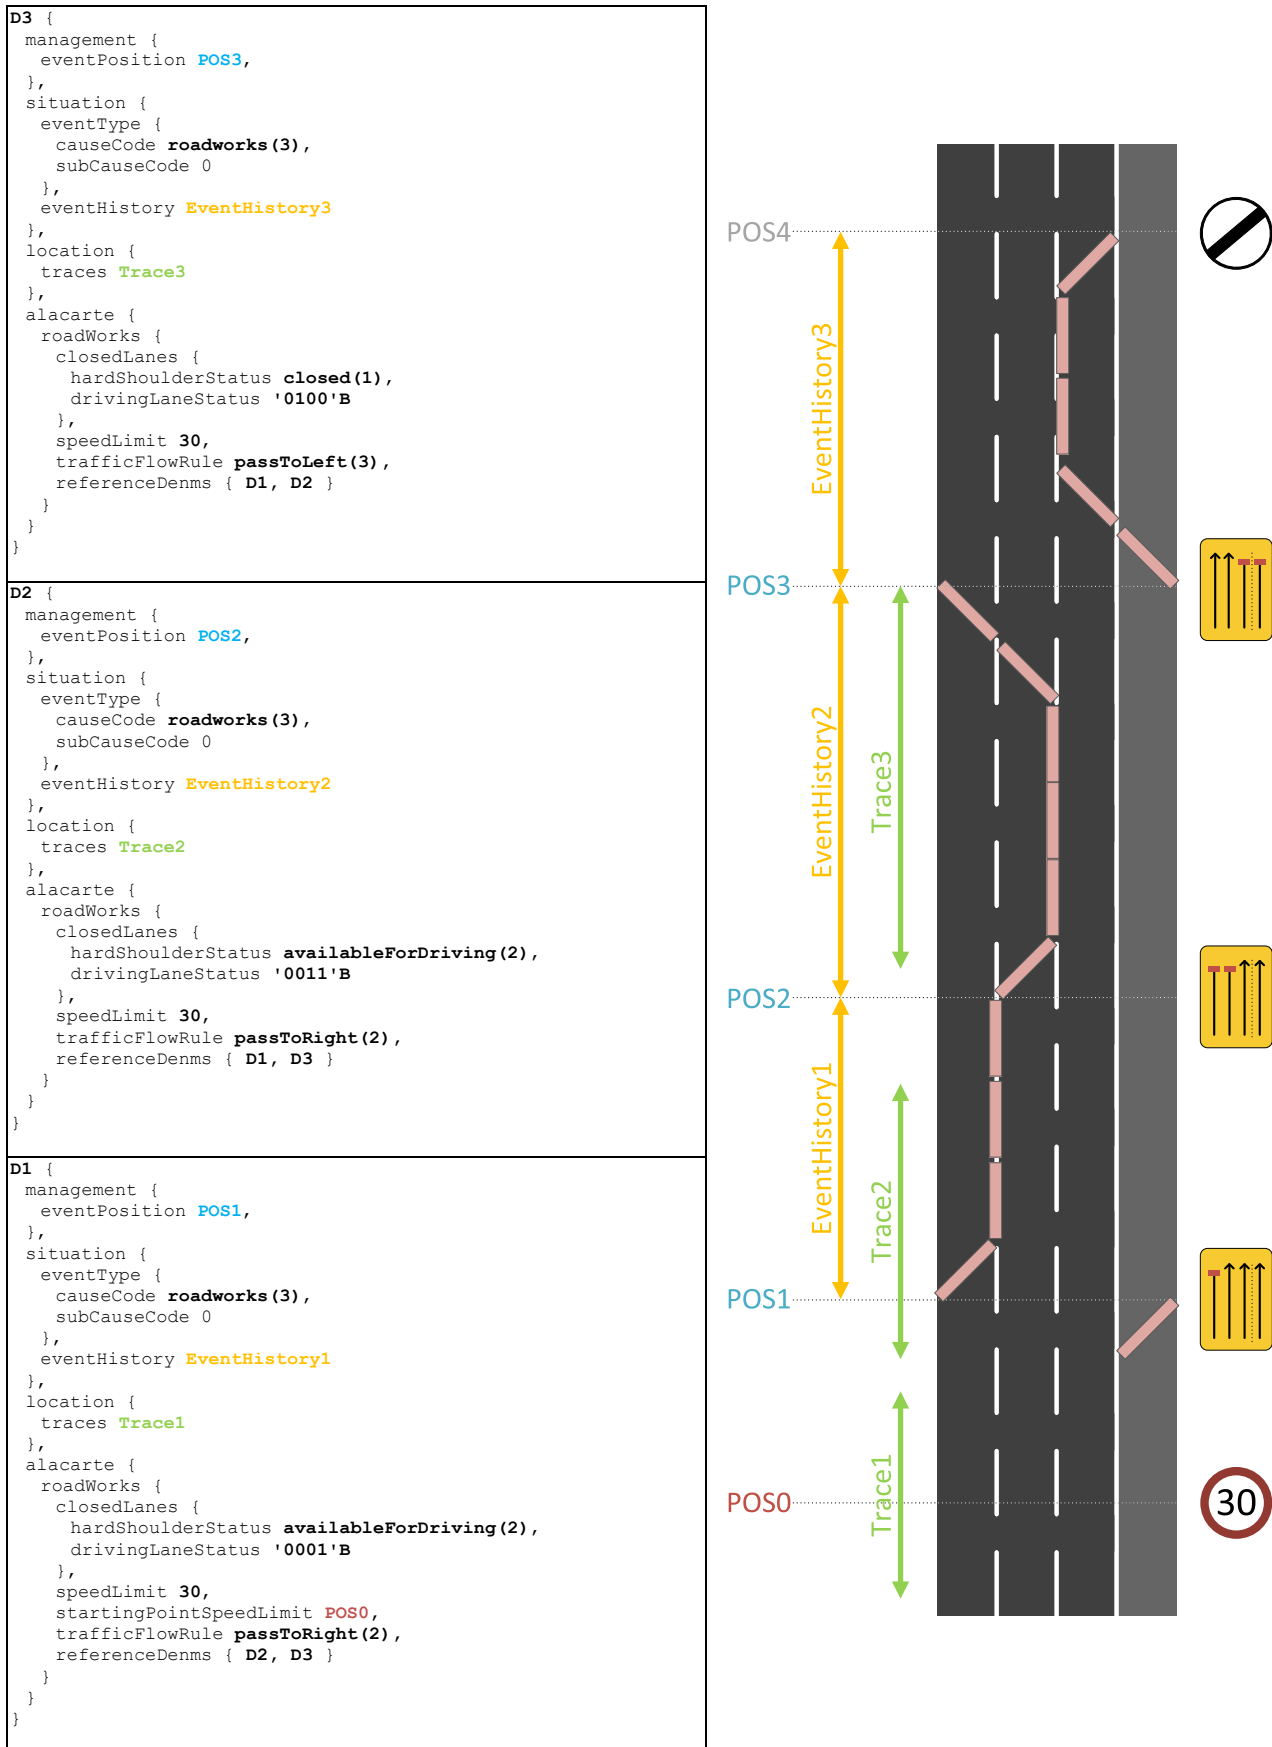 D3 {
management {
eventPosition POS3,
},
situation {
eventType {
causeCode roadworks(3),
subCauseCode 0
},
eventHistory EventHistory3
},
location {
traces Trace3
},
alacarte {
roadWorks {
closedLanes {
hardShoulderStatus closed(1),
drivingLaneStatus '0100'B
},
speedLimit 30,
trafficFlowRule passToLeft(3),
referenceDenms { D1, D2 }
}
}
}
D2 {
management {
eventPosition POS2,
},
situation {
eventType {
causeCode roadworks(3),
subCauseCode 0
},
eventHistory EventHistory2
},
location {
traces Trace2
},
alacarte {
roadWorks {
closedLanes {
hardShoulderStatus availableForDriving(2),
drivingLaneStatus '0011'B
},
speedLimit 30,
trafficFlowRule passToRight(2),
referenceDenms { D1, D3 }
}
}
}
D1 {
management {
eventPosition POS1,
},
situation {
eventType {
causeCode roadworks(3),
subCauseCode 0
},
eventHistory EventHistory1
},
location {
traces Trace1
},
alacarte {
roadWorks {
closedLanes {
hardShoulderStatus availableForDriving(2),
drivingLaneStatus '0001'B
},
speedLimit 30,
startingPointSpeedLimit POS0,
trafficFlowRule passToRight(2),
referenceDenms { D2, D3 }
}
}
}
POS4
EventHistory3
POS3
EventHistory2
Trace3
POS2
EventHistory1
Trace2
POS1
Trace1
POS0
30